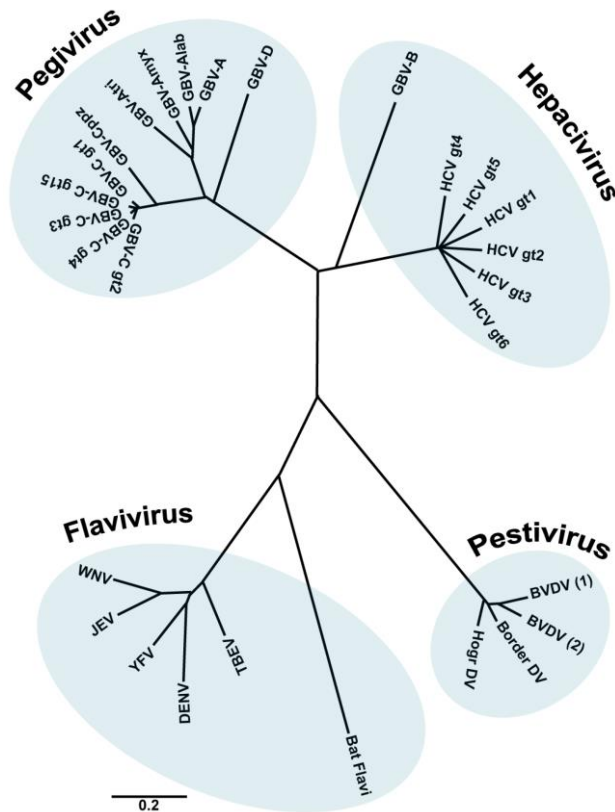 Pegivirus
GBV-Atri
GBV-Amyx
GBV-Alab
GBV-A
GBV-D
GBV-Cppz
GBV-C gt1
GBV-C gt15
GBV-C gt3
GBV-C gt4
GBV-C gt2
Hepacivirus
GBV-B
HCV gt4
HCV gt5
HCV gt1
HCV gt2
HCV gt3
HCV gt6
Flavivirus
WNV
JEV
YFV
DENV
TBEV
Bat Flavi
Pestivirus
BVDV (1)
BVDV (2)
Border DV
Hogr DV
0.2